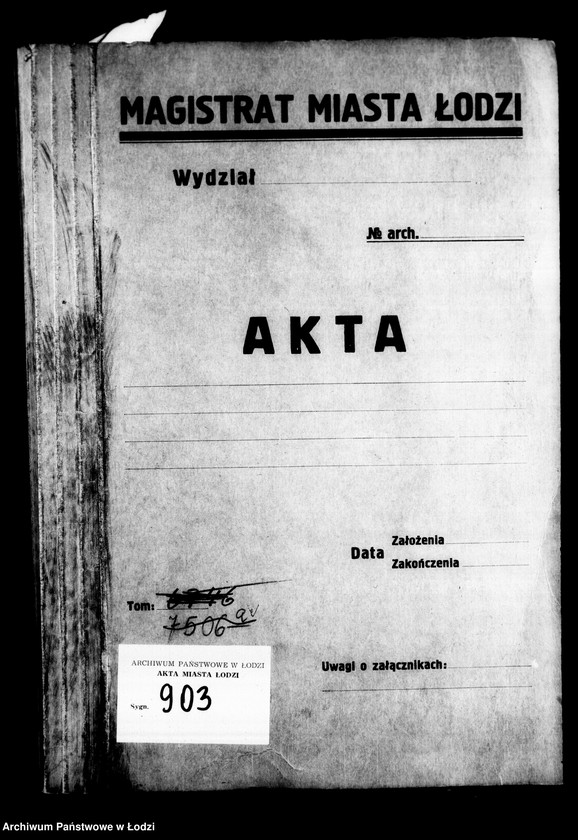 MAGISTRAT MIASTA ŁODZI
Wydział
№ arch.
AKTA
Data
Założenia
Zakończenia
Tom:
7506
Uwagi o załącznikach:
ARCHIWUM PAŃSTWOWE W ŁODZI
AKTA MIASTA ŁODZI
Sygn. 903
Archiwum Państwowe w Łodzi